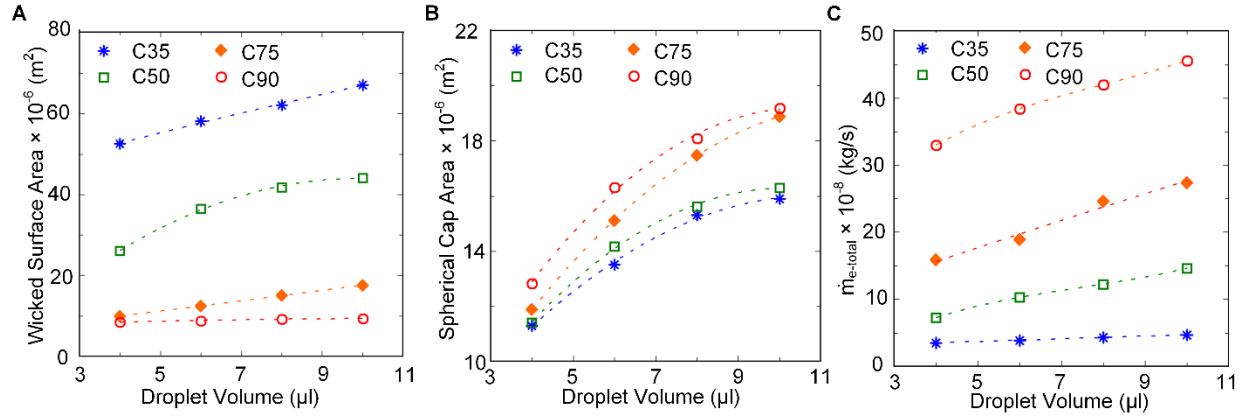 A
Wicked Surface Area × 10⁻⁶ (m²)
80
60
40
20
0
C35
C75
C50
C90
3
5
7
9
11
Droplet Volume (µl)
B
Spherical Cap Area × 10⁻⁶ (m²)
22
18
14
10
C35
C75
C50
C90
3
5
7
9
11
Droplet Volume (µl)
C
ṁe-total × 10⁻⁸ (kg/s)
50
40
30
20
10
0
C35
C75
C50
C90
3
5
7
9
11
Droplet Volume (µl)